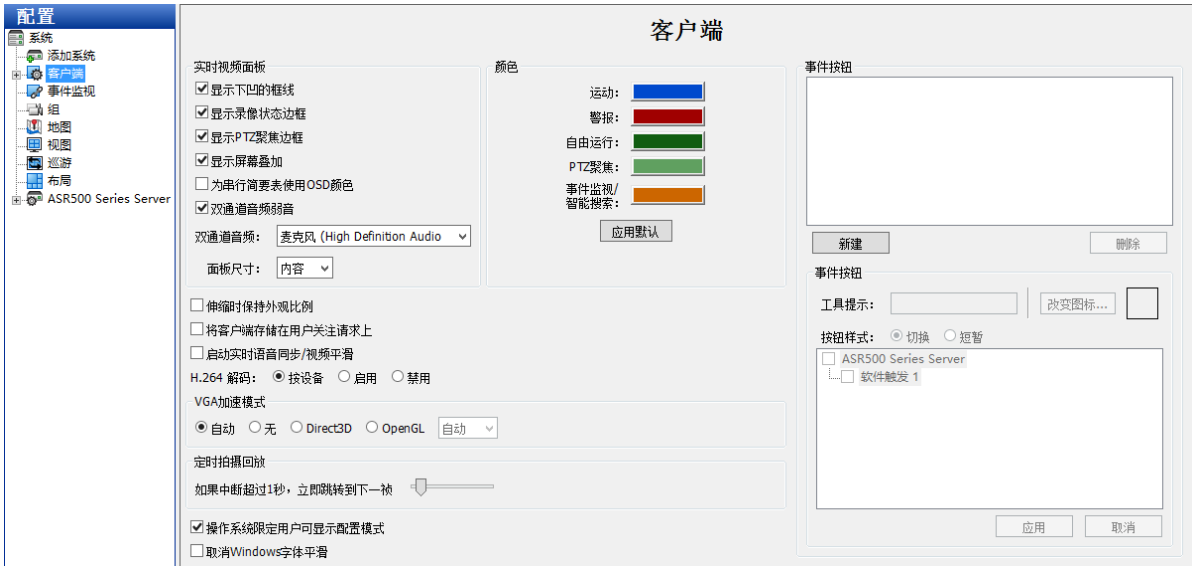 配置
系统
添加系统
客户端
事件监视
组
地图
视图
巡游
布局
ASR500 Series Server
客户端
实时视频面板
显示下凹的框线
显示录像状态边框
显示PTZ聚焦边框
显示屏幕叠加
为串行简要表使用OSD颜色
双通道音频弱音
双通道音频： 麦克风 (High Definition Audio
面板尺寸： 内容
颜色
运动：
警报：
自由运行：
PTZ聚焦：
事件监视/
智能搜索：
应用默认
伸缩时保持外观比例
将客户端存储在用户关注请求上
启动实时语音同步/视频平滑
H.264 解码： 按设备 启用 禁用
VGA加速模式
自动 无 Direct3D OpenGL 自动
定时拍摄回放
如果中断超过1秒，立即跳转到下一祯
操作系统限定用户可显示配置模式
取消Windows字体平滑
事件按钮
新建 删除
事件按钮
工具提示： 改变图标...
按钮样式： 切换 短暂
ASR500 Series Server
软件触发 1
应用 取消